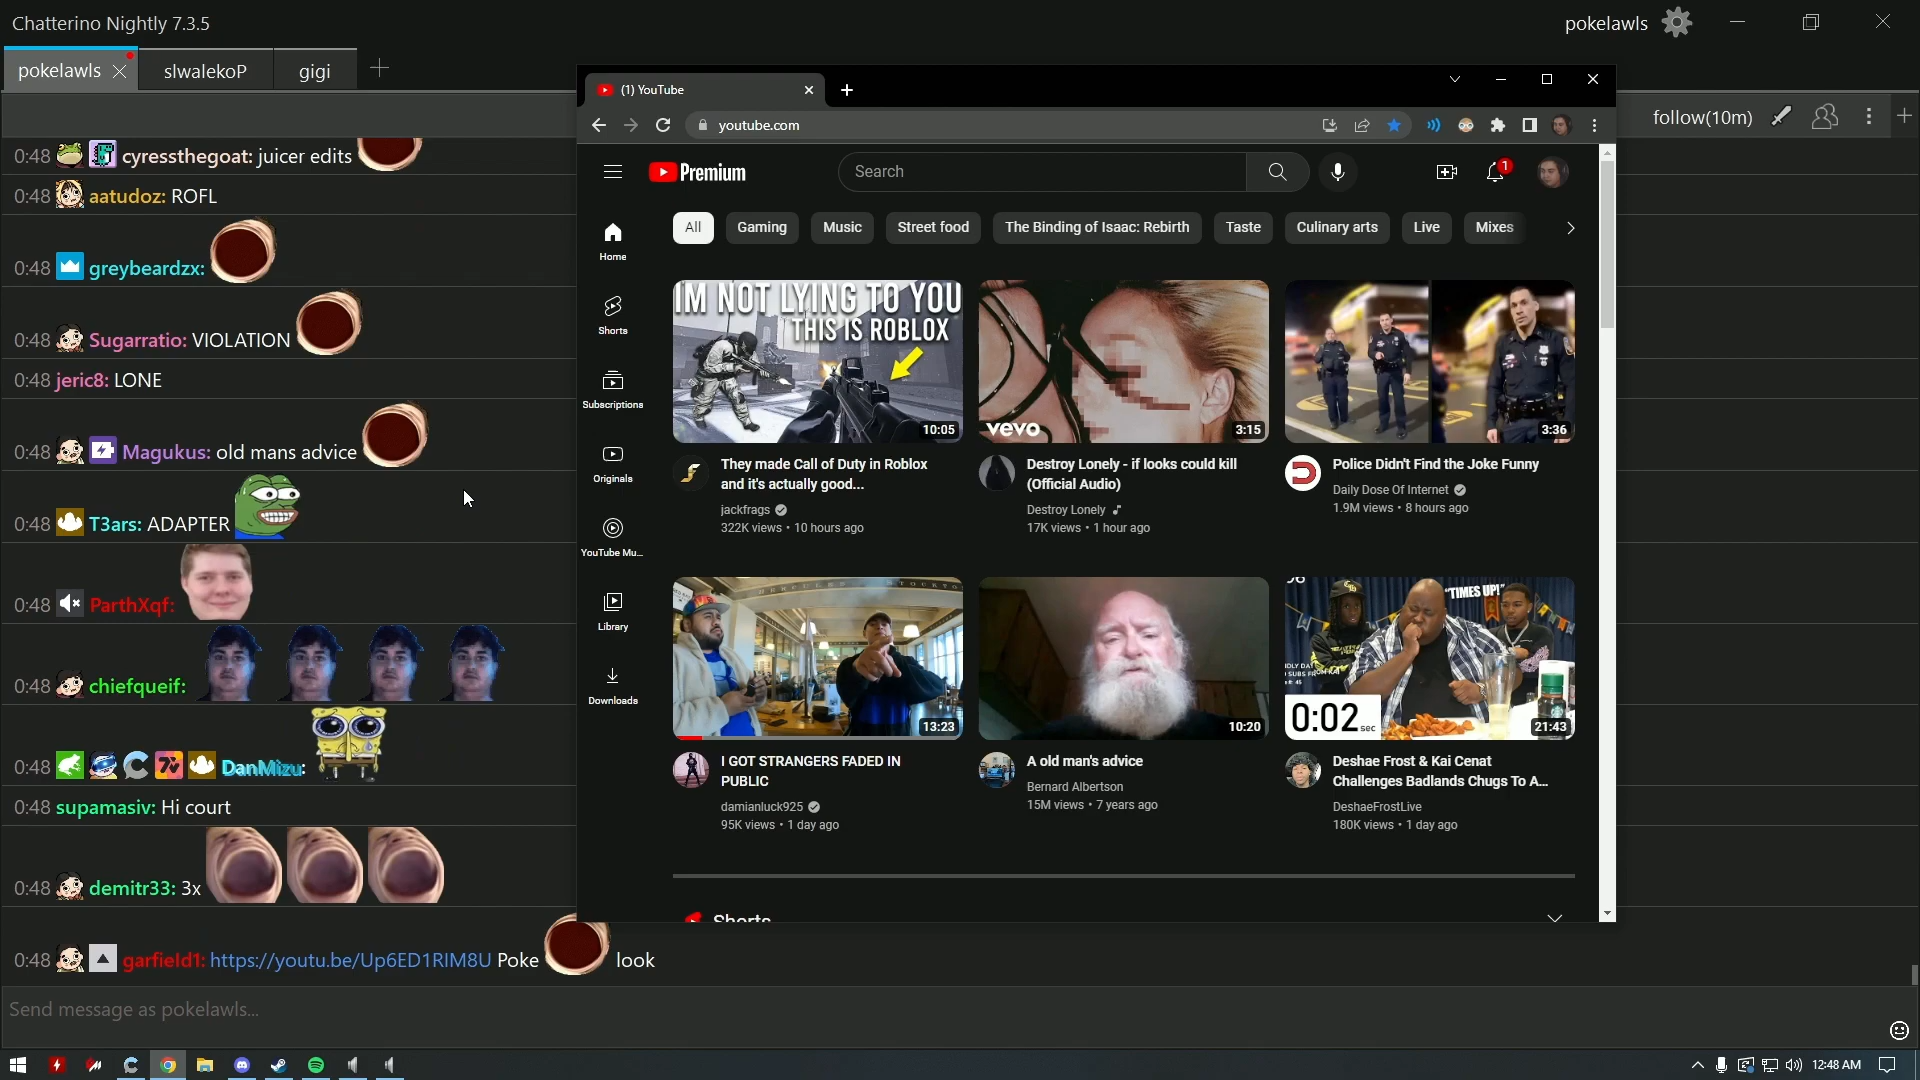 Chatterino Nightly 7.3.5
pokelawls
pokelawls
slwalekoP
gigi
follow(10m)
0:48 cyressthegoat: juicer edits
0:48 aatudoz: ROFL
0:48 greybeardzx:
0:48 Sugarratio: VIOLATION
0:48 jeric8: LONE
0:48 Magukus: old mans advice
0:48 T3ars: ADAPTER
0:48 ParthXqf:
0:48 chiefqueif:
0:48 DanMizu:
0:48 supamasiv: Hi court
0:48 demitr33: 3x
0:48 garfield1: https://youtu.be/Up6ED1RIM8U Poke look
Send message as pokelawls...
(1) YouTube
youtube.com
Premium
Search
1
All
Gaming
Music
Street food
The Binding of Isaac: Rebirth
Taste
Culinary arts
Live
Mixes
Home
Shorts
Subscriptions
Originals
YouTube Mu...
Library
Downloads
IM NOT LYING TO YOU
THIS IS ROBLOX
10:05
They made Call of Duty in Roblox
and it's actually good...
jackfrags
322K views • 10 hours ago
vevo
3:15
Destroy Lonely - if looks could kill
(Official Audio)
Destroy Lonely
17K views • 1 hour ago
3:36
Police Didn't Find the Joke Funny
Daily Dose Of Internet
1.9M views • 8 hours ago
13:23
I GOT STRANGERS FADED IN
PUBLIC
damianluck925
95K views • 1 day ago
10:20
A old man's advice
Bernard Albertson
15M views • 7 years ago
"TIMES UP!"
0:02 sec
21:43
Deshae Frost & Kai Cenat
Challenges Badlands Chugs To A...
DeshaeFrostLive
180K views • 1 day ago
Shorts
12:48 AM